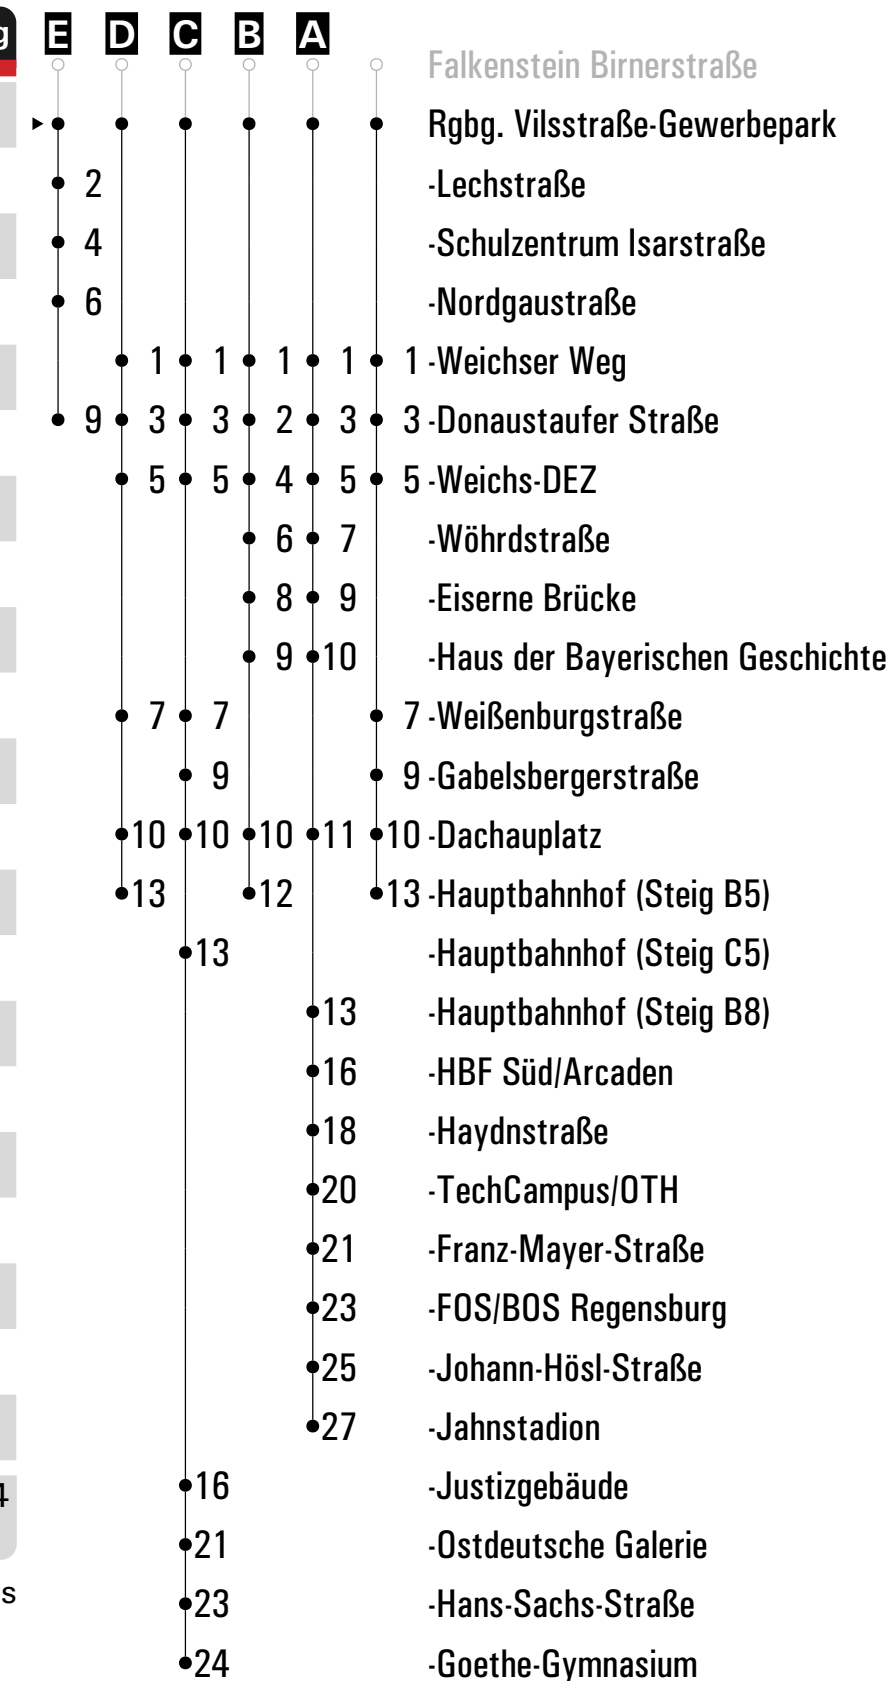 g E D C B A
Falkenstein Birnerstraße
Rgbg. Vilsstraße-Gewerbepark
2 -Lechstraße
4 -Schulzentrum Isarstraße
6 -Nordgaustraße
1 1 1 1 1 -Weichser Weg
9 3 3 2 3 3 -Donaustaufer Straße
5 5 4 5 5 -Weichs-DEZ
6 7 -Wöhrdstraße
8 9 -Eiserne Brücke
9 10 -Haus der Bayerischen Geschichte
7 7 7 -Weißenburgstraße
9 9 -Gabelsbergerstraße
10 10 10 11 10 -Dachauplatz
13 12 13 -Hauptbahnhof (Steig B5)
13 -Hauptbahnhof (Steig C5)
13 -Hauptbahnhof (Steig B8)
16 -HBF Süd/Arcaden
18 -Haydnstraße
20 -TechCampus/OTH
21 -Franz-Mayer-Straße
23 -FOS/BOS Regensburg
25 -Johann-Hösl-Straße
27 -Jahnstadion
4 16 -Justizgebäude
21 -Ostdeutsche Galerie
s 23 -Hans-Sachs-Straße
24 -Goethe-Gymnasium